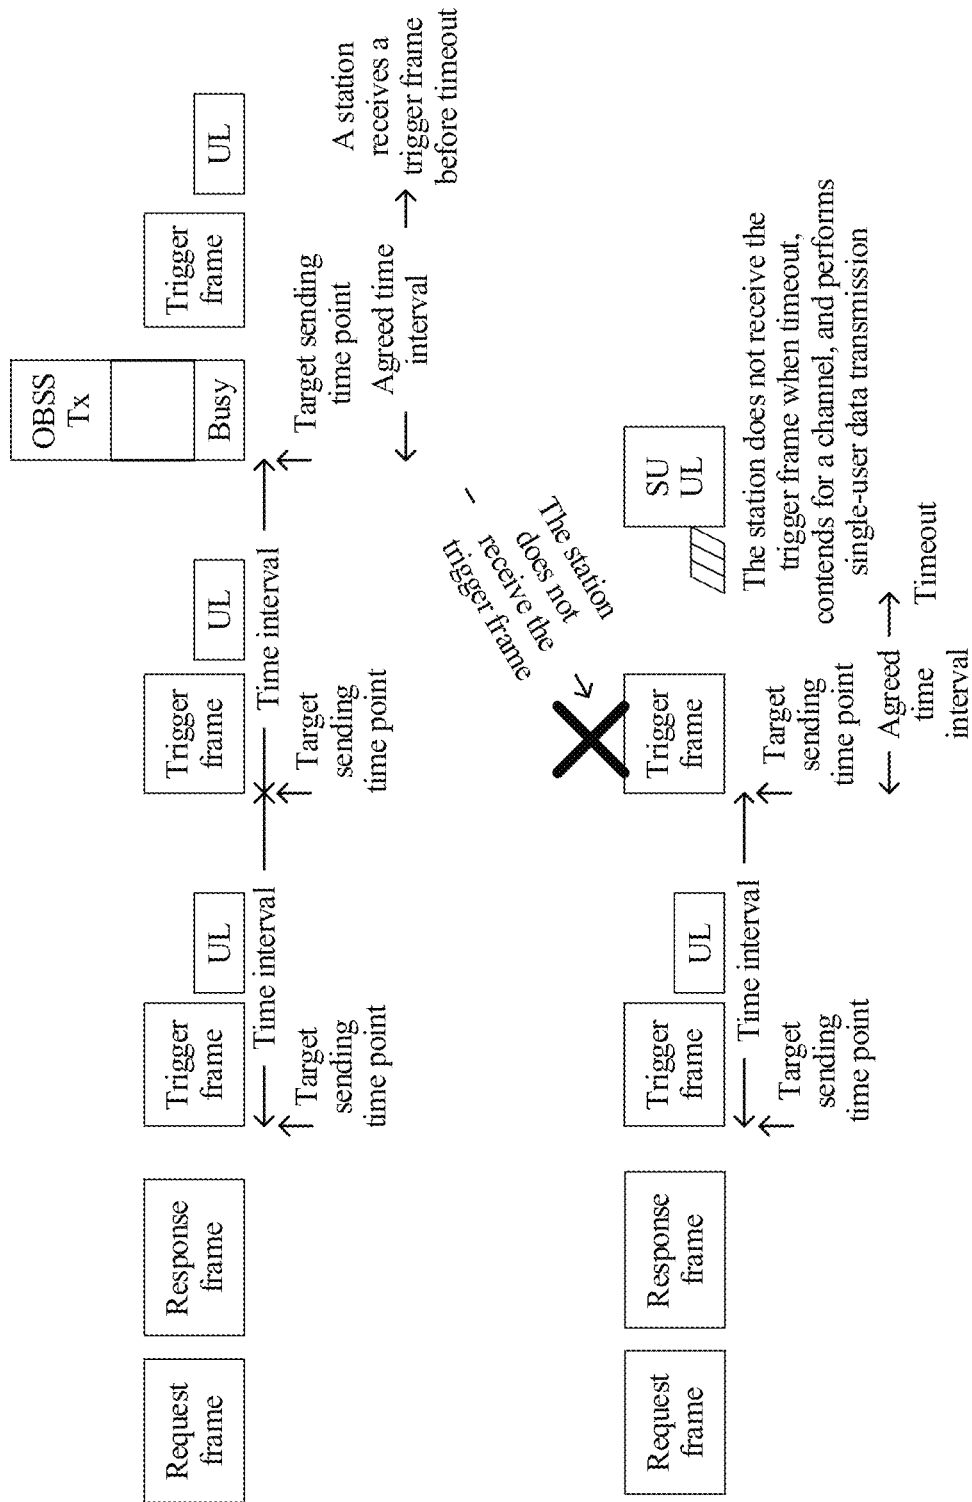 Request
frame
Response
frame
Trigger
frame
UL
Time interval
Target
sending
time point
Trigger
frame
UL
Time interval
Target
sending
time point
OBSS
Tx
Busy
Target sending
time point
Agreed time
interval
Trigger
frame
UL
A station
receives a
trigger frame
before timeout
Request
frame
Response
frame
Trigger
frame
UL
Time interval
Target
sending
time point
The station
does not
receive the
trigger frame
Trigger
frame
Target
sending
time point
Agreed
time
interval
Timeout
SU
UL
The station does not receive the
trigger frame when timeout,
contends for a channel, and performs
single-user data transmission